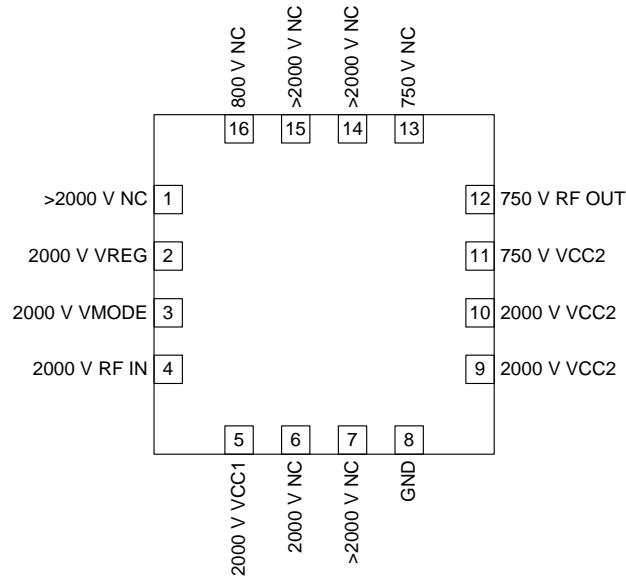 800 V NC
>2000 V NC
>2000 V NC
750 V NC
16
15
14
13
>2000 V NC 1
12 750 V RF OUT
2000 V VREG 2
11 750 V VCC2
2000 V VMODE 3
10 2000 V VCC2
2000 V RF IN 4
9 2000 V VCC2
5
6
7
8
2000 V VCC1
2000 V NC
>2000 V NC
GND